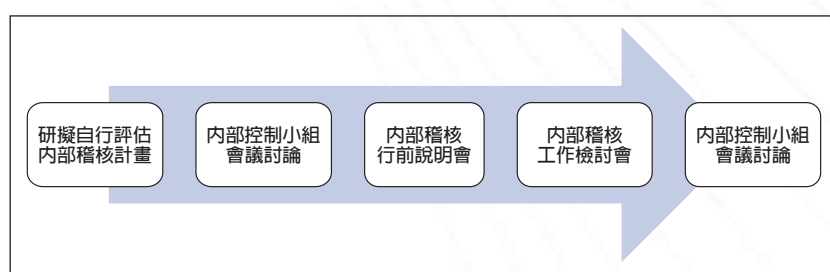 研擬自行評估
內部稽核計畫
內部控制小組
會議討論
內部稽核
行前說明會
內部稽核
工作檢討會
內部控制小組
會議討論